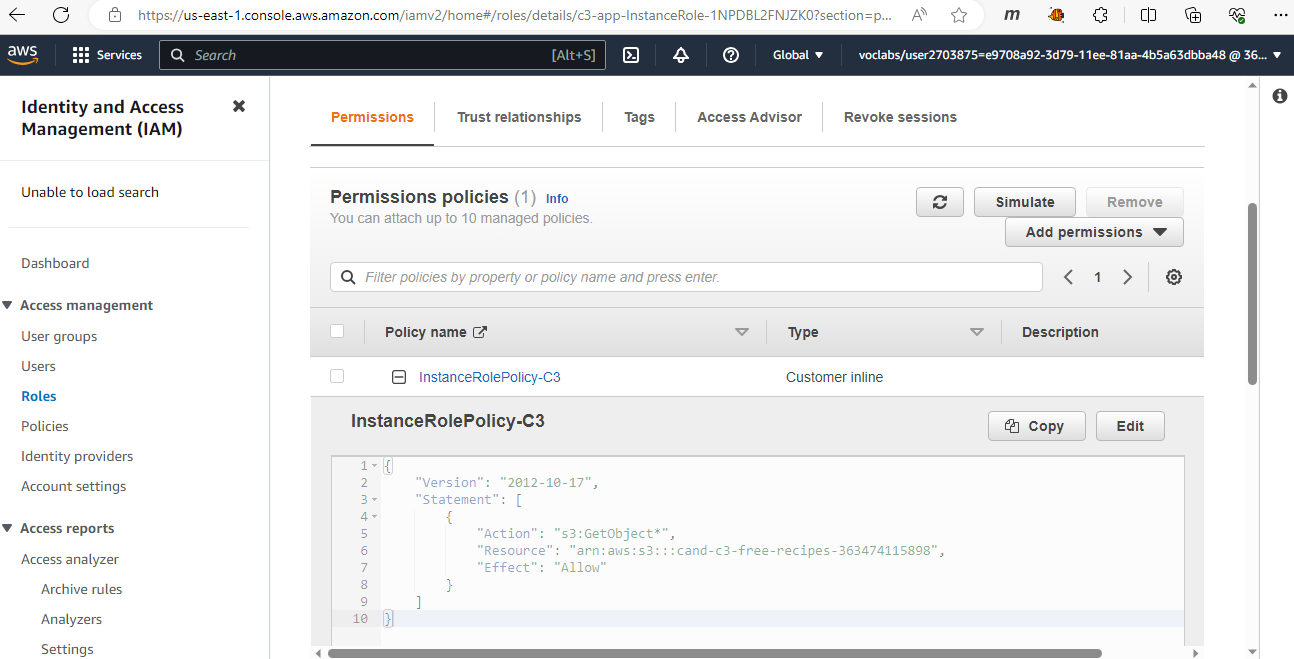 https://us-east-1.console.aws.amazon.com/iamv2/home#/roles/details/c3-app-InstanceRole-1NPDBL2FNJZK0?section=p...
aws
Services
Search
[Alt+S]
Global
voclabs/user2703875=e9708a92-3d79-11ee-81aa-4b5a63dbba48 @ 36...
Identity and Access
Management (IAM)
Unable to load search
Dashboard
Access management
User groups
Users
Roles
Policies
Identity providers
Account settings
Access reports
Access analyzer
Archive rules
Analyzers
Settings
Permissions
Trust relationships
Tags
Access Advisor
Revoke sessions
Permissions policies (1) Info
You can attach up to 10 managed policies.
Simulate
Remove
Add permissions
Filter policies by property or policy name and press enter.
1
Policy name
Type
Description
InstanceRolePolicy-C3
Customer inline
InstanceRolePolicy-C3
Copy
Edit
1 {
2 "Version": "2012-10-17",
3 "Statement": [
4 {
5 "Action": "s3:GetObject*",
6 "Resource": "arn:aws:s3:::cand-c3-free-recipes-363474115898",
7 "Effect": "Allow"
8 }
9 ]
10 }